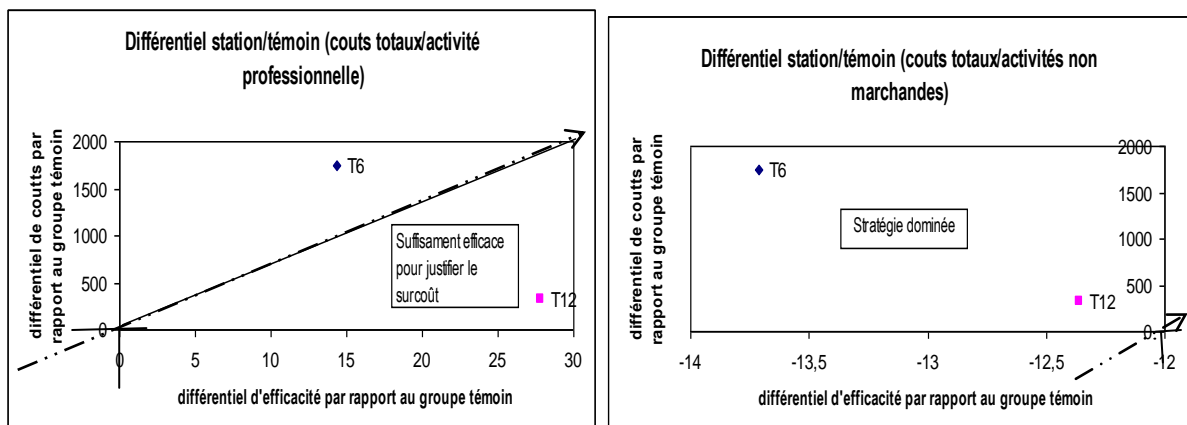 Différentiel station/témoin (couts totaux/activité
professionnelle)
différentiel de coutts par
rapport au groupe témoin
2000
1500
1000
500
0
T6
Suffisament efficace
pour justifier le
surcoût
T12
0 5 10 15 20 25 30
différentiel d'efficacité par rapport au groupe témoin
Différentiel station/témoin (couts totaux/activités non
marchandes)
différentiel de couts par
rapport au groupe témoin
2000
1500
1000
500
0
T6
Stratégie dominée
T12
-14 -13,5 -13 -12,5 -12
différentiel d'efficacité par rapport au groupe témoin